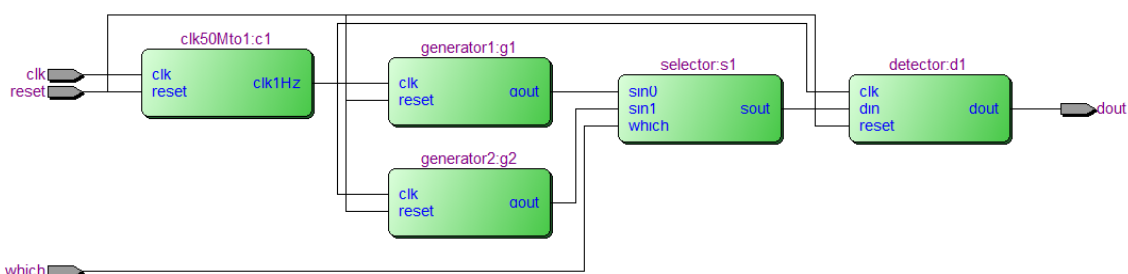 clk50Mto1:c1
clk
reset
clk
reset
clk1Hz
generator1:g1
clk
reset
gout
generator2:g2
clk
reset
gout
selector:s1
sin0
sin1
which
sout
detector:d1
clk
din
reset
dout
dout
which